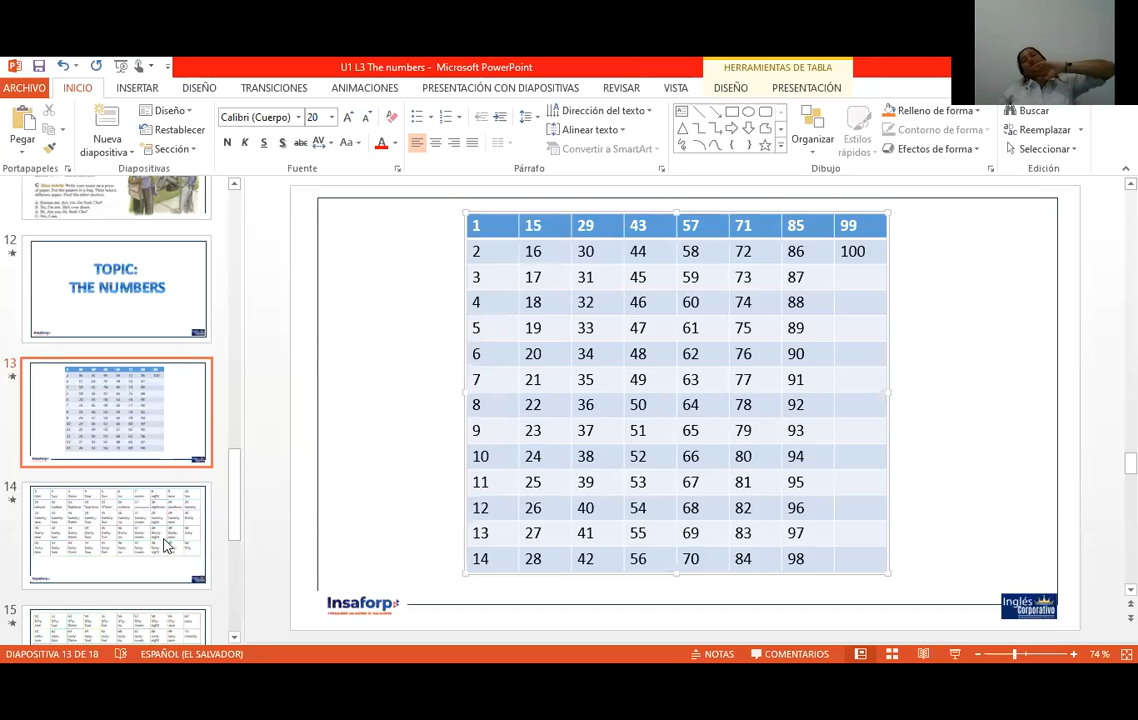 U1 L3 The numbers - Microsoft PowerPoint
HERRAMIENTAS DE TABLA
ARCHIVO INICIO INSERTAR DISEÑO TRANSICIONES ANIMACIONES PRESENTACIÓN CON DIAPOSITIVAS REVISAR VISTA DISEÑO PRESENTACIÓN
Pegar
Nueva diapositiva
Diseño
Restablecer
Sección
Calibri (Cuerpo) 20
N K S S abc AV Aa A
Dirección del texto
Alinear texto
Convertir a SmartArt
Organizar
Estilos rápidos
Relleno de forma
Contorno de forma
Efectos de forma
Buscar
Reemplazar
Seleccionar
Portapapeles Diapositivas Fuente Párrafo Dibujo Edición
12
TOPIC:
THE NUMBERS
13
14
15
1 15 29 43 57 71 85 99
2 16 30 44 58 72 86 100
3 17 31 45 59 73 87
4 18 32 46 60 74 88
5 19 33 47 61 75 89
6 20 34 48 62 76 90
7 21 35 49 63 77 91
8 22 36 50 64 78 92
9 23 37 51 65 79 93
10 24 38 52 66 80 94
11 25 39 53 67 81 95
12 26 40 54 68 82 96
13 27 41 55 69 83 97
14 28 42 56 70 84 98
Insaforp
Inglés
Corporativo
DIAPOSITIVA 13 DE 18 ESPAÑOL (EL SALVADOR) NOTAS COMENTARIOS 74 %